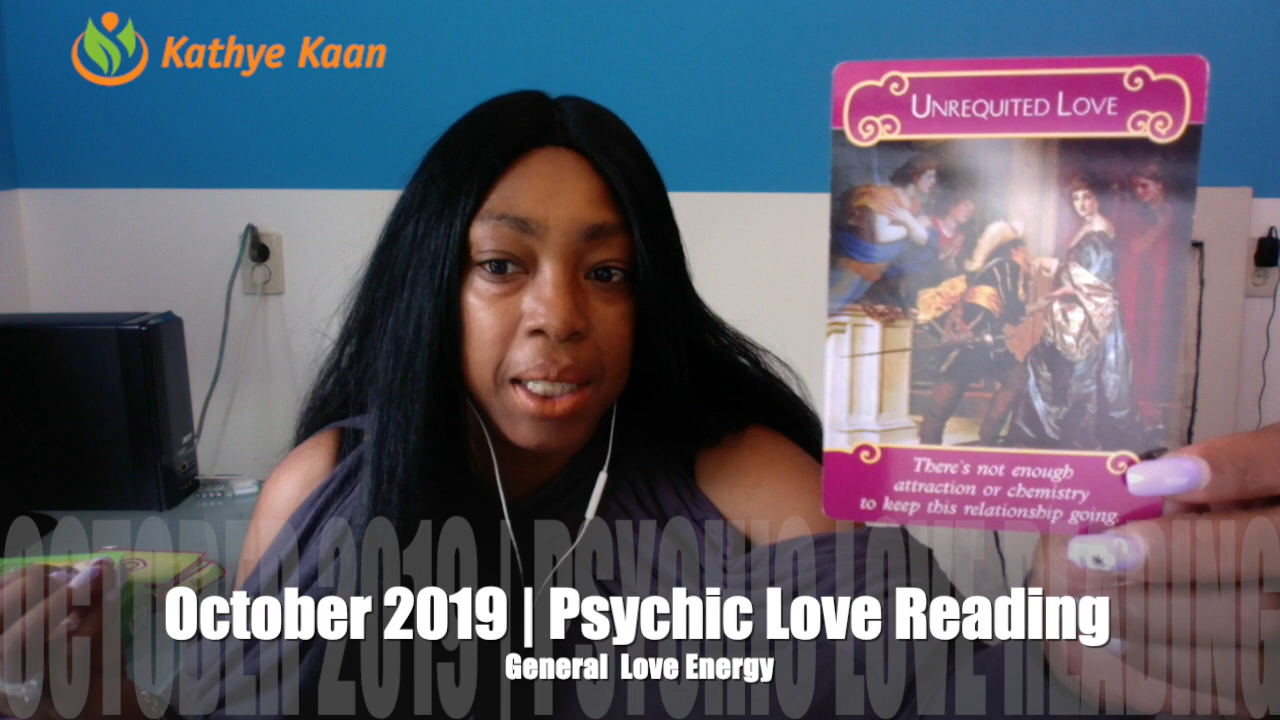 Kathye Kaan
UNREQUITED LOVE
There's not enough
attraction or chemistry
to keep this relationship going.
OCTOBER 2019 | PSYCHIC LOVE READING
October 2019 | Psychic Love Reading
General Love Energy